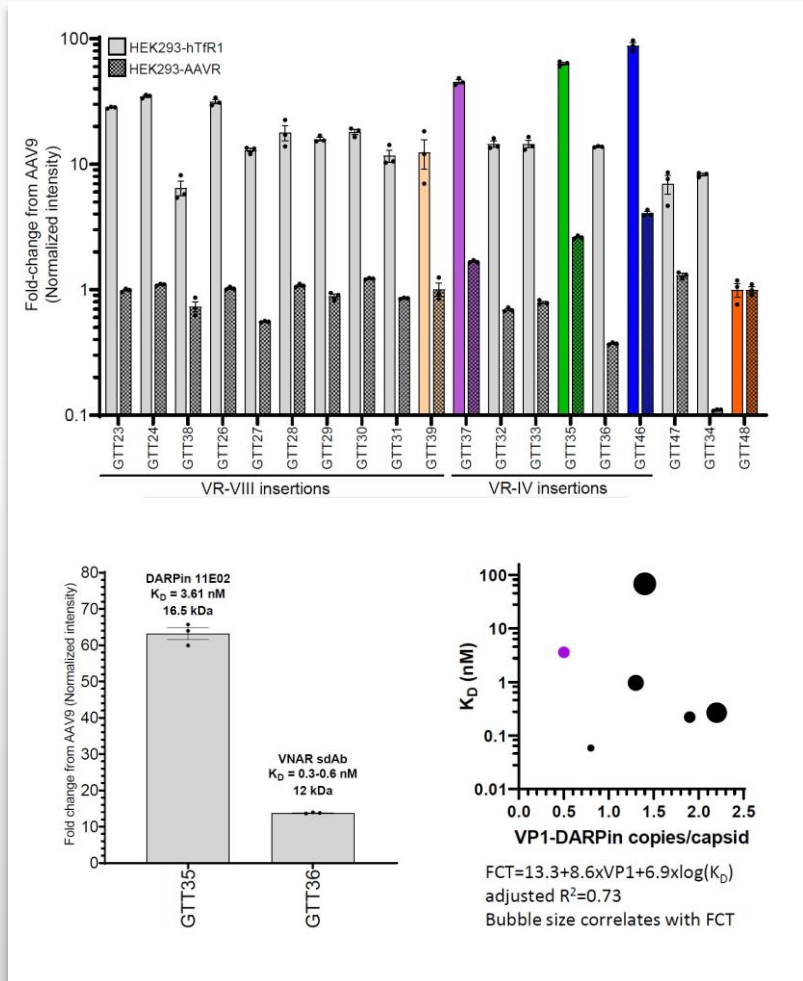 HEK293-hTfR1
HEK293-AAVR
Fold-change from AAV9
(Normalized intensity)
100
10
1
0.1
GTT23
GTT24
GTT38
GTT26
GTT27
GTT28
GTT29
GTT30
GTT31
GTT39
GTT37
GTT32
GTT33
GTT35
GTT36
GTT46
GTT47
GTT34
GTT48
VR-VIII insertions
VR-IV insertions
Fold change from AAV9 (Normalized intensity)
80
70
60
50
40
30
20
10
0
DARPin 11E02
K_D = 3.61 nM
16.5 kDa
VNAR sdAb
K_D = 0.3-0.6 nM
12 kDa
GTT35
GTT36
K_D (nM)
100
10
1
0.1
0.01
0.0 0.5 1.0 1.5 2.0 2.5
VP1-DARPin copies/capsid
FCT=13.3+8.6xVP1+6.9xlog(K_D)
adjusted R²=0.73
Bubble size correlates with FCT